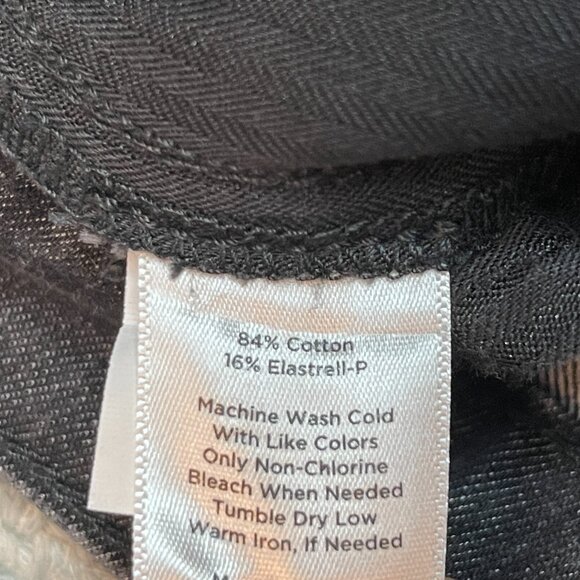 84% Cotton
16% Elastrell-P
Machine Wash Cold
With Like Colors
Only Non-Chlorine
Bleach When Needed
Tumble Dry Low
Warm Iron, If Needed